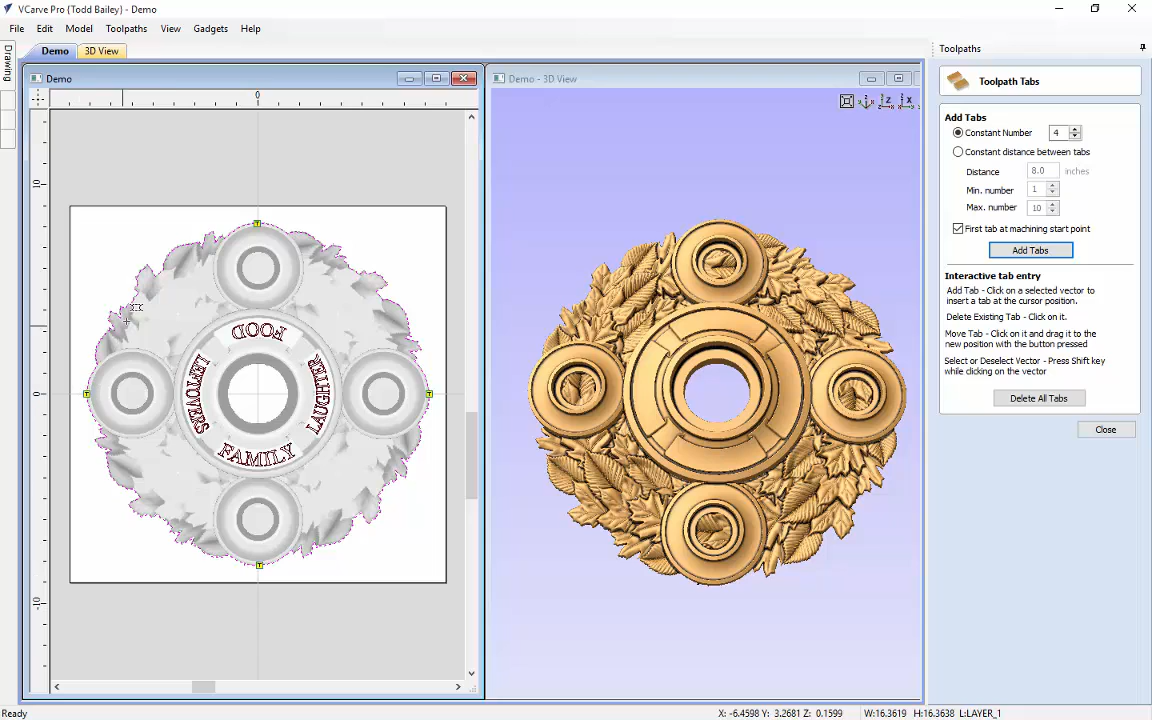 VCarve Pro {Todd Bailey} - Demo
File Edit Model Toolpaths View Gadgets Help
Drawing
Demo 3D View
Demo
0
10
0
-10
FOOD
LEFTOVERS
LAUGHTER
FAMILY
T
T
T
T
Demo - 3D View
Z
Z
X
Toolpaths
Toolpath Tabs
Add Tabs
Constant Number 4
Constant distance between tabs
Distance 8.0 inches
Min. number 1
Max. number 10
First tab at machining start point
Add Tabs
Interactive tab entry
Add Tab - Click on a selected vector to
insert a tab at the cursor position.
Delete Existing Tab - Click on it.
Move Tab - Click on it and drag it to the
new position with the button pressed
Select or Deselect Vector - Press Shift key
while clicking on the vector
Delete All Tabs
Close
Ready
X: -6.4598 Y: 3.2681 Z: 0.1599 W:16.3619 H:16.3638 L:LAYER_1